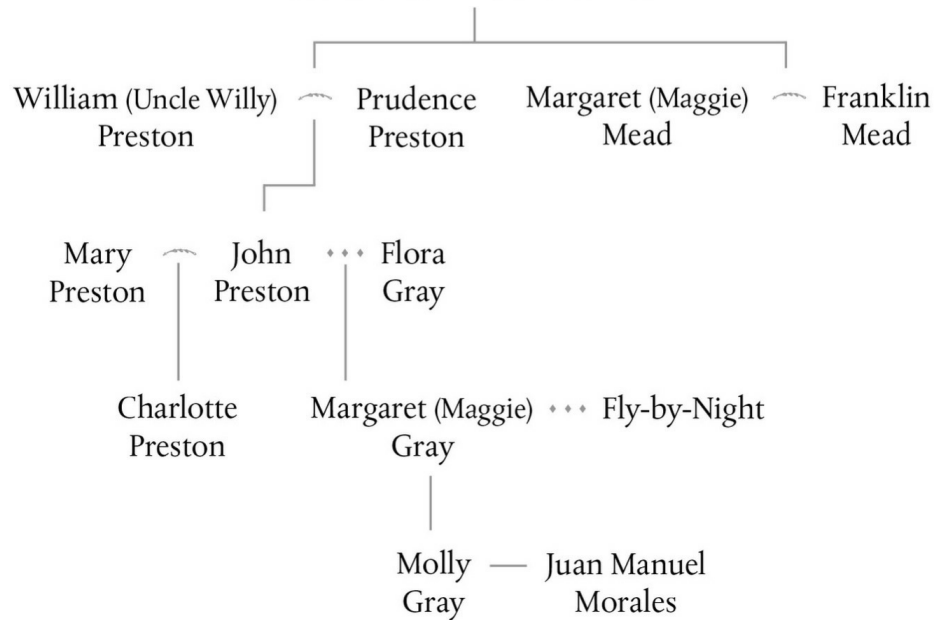 William (Uncle Willy) Preston
Prudence Preston
Margaret (Maggie) Mead
Franklin Mead
Mary Preston
John Preston
Flora Gray
Charlotte Preston
Margaret (Maggie) Gray
Fly-by-Night
Molly Gray
Juan Manuel Morales